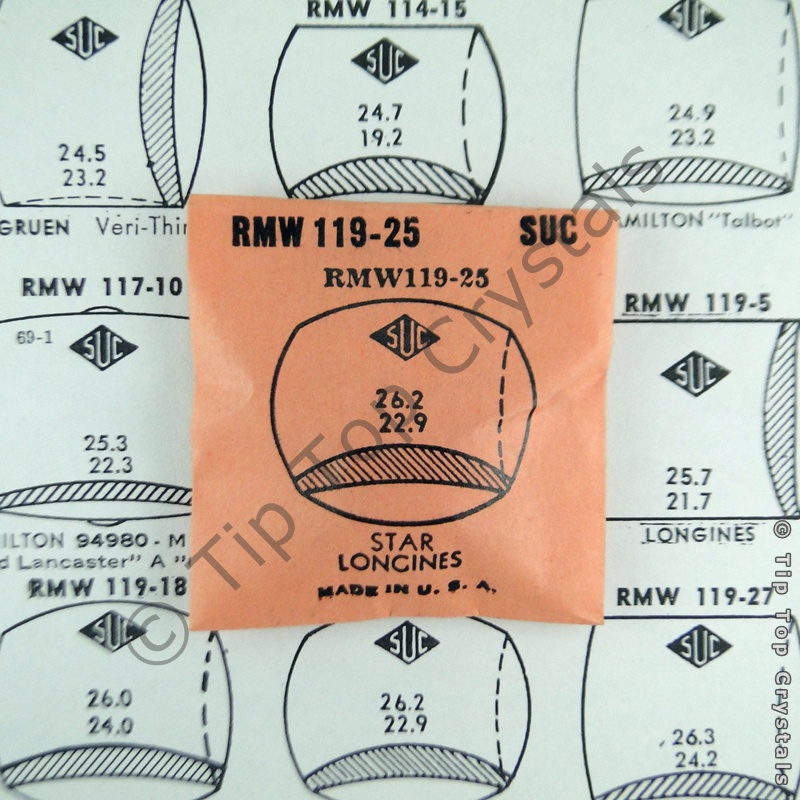 RMW 114-15
SUC
24.5
23.2
GRUEN Veri-Thin
SUC
24.7
19.2
SUC
24.9
23.2
MILTON "Talbot"
RMW 117-10
69-1
SUC
25.3
22.3
ILTON 94980 - M
d Lancaster" A "
RMW 119-25 SUC
RMW119-25
SUC
26.2
22.9
STAR
LONGINES
MADE IN U. S. A.
RMW 119-5
SUC
25.7
21.7
LONGINES
RMW 119-18
SUC
26.0
24.0
SUC
26.2
22.9
RMW 119-27
SUC
26.3
24.2
© Tip Top Crystals
© Tip Top Crystals